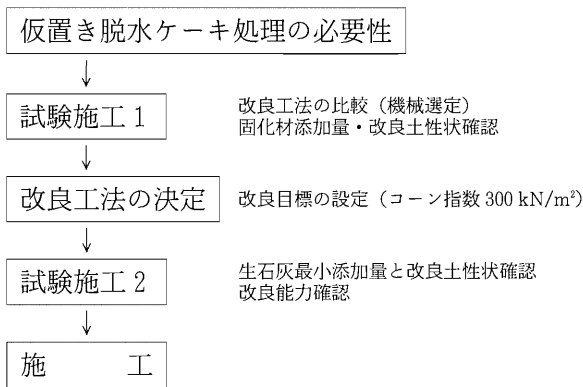 仮置き脱水ケーキ処理の必要性
↓
試験施工1
改良工法の比較（機械選定）
固化材添加量・改良土性状確認
↓
改良工法の決定
改良目標の設定（コーン指数 300 kN/m²）
↓
試験施工2
生石灰最小添加量と改良土性状確認
改良能力確認
↓
施　　　工